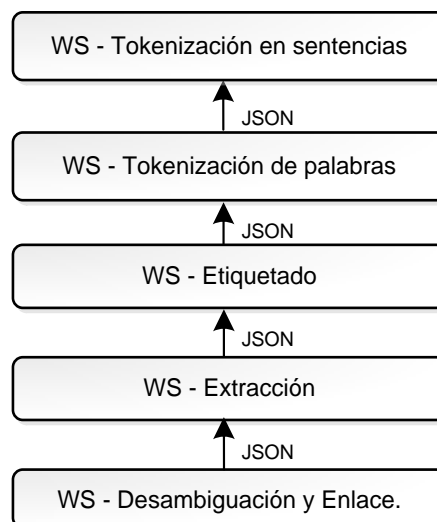 WS - Tokenización en sentencias
JSON
WS - Tokenización de palabras
JSON
WS - Etiquetado
JSON
WS - Extracción
JSON
WS - Desambiguación y Enlace.